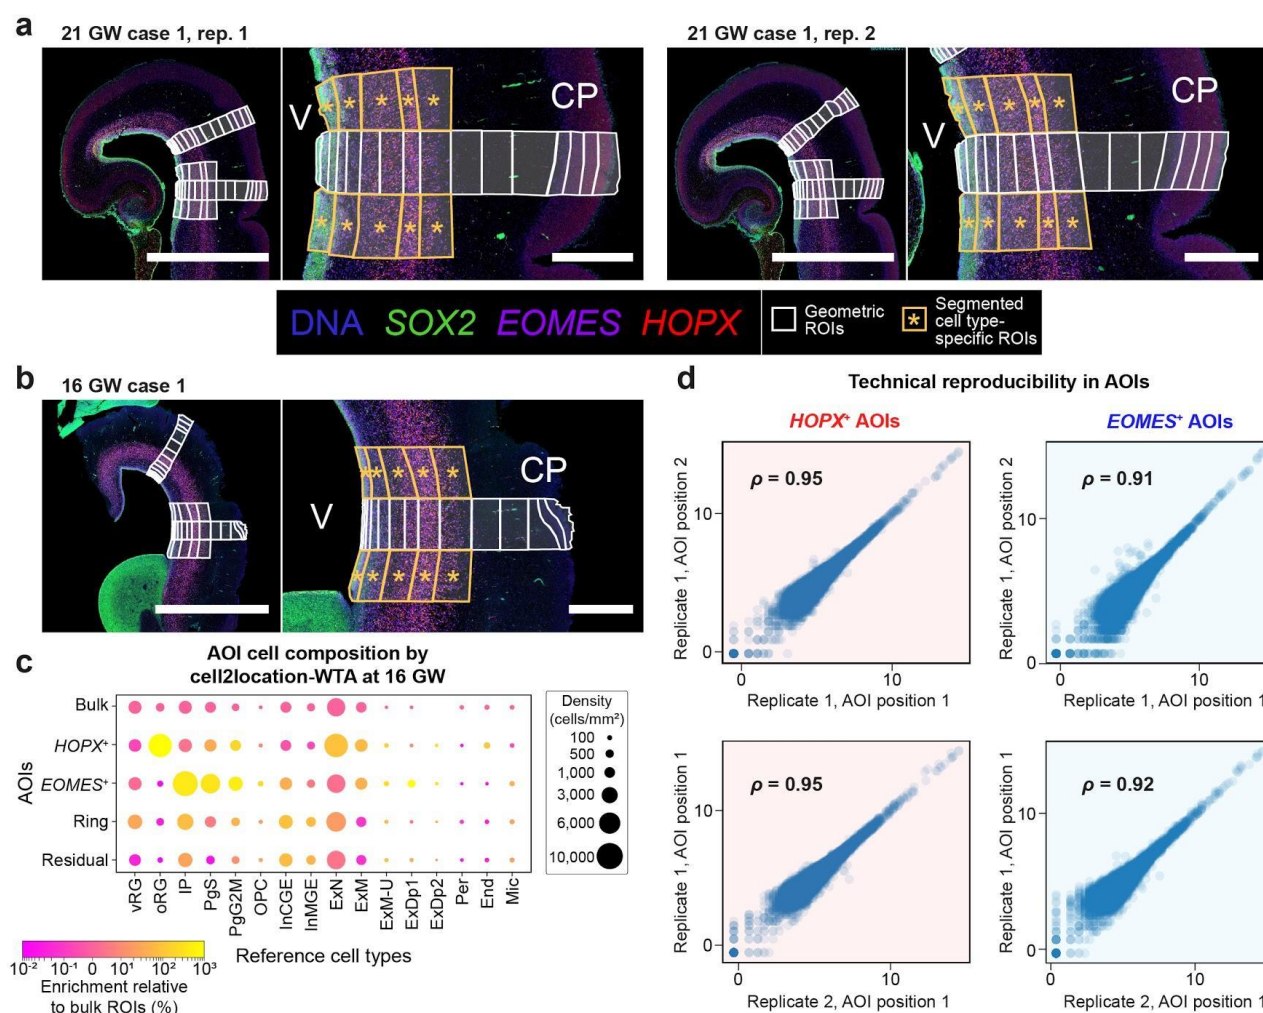 a
21 GW case 1, rep. 1
21 GW case 1, rep. 2
V
CP
V
CP
DNA SOX2 EOMES HOPX
Geometric
ROIs
* Segmented
cell type-
specific ROIs
b
16 GW case 1
V
CP
c
AOI cell composition by
cell2location-WTA at 16 GW
AOIs
Bulk
HOPX⁺
EOMES⁺
Ring
Residual
vRG
oRG
IP
PgS
PgG2M
OPC
InCGE
InMGE
ExN
ExM
ExM-U
ExDp1
ExDp2
Per
End
Mic
Reference cell types
Density
(cells/mm²)
100
500
1,000
3,000
6,000
10,000
10⁻² 10⁻¹ 0 10¹ 10² 10³
Enrichment relative
to bulk ROIs (%)
d
Technical reproducibility in AOIs
HOPX⁺ AOIs
EOMES⁺ AOIs
ρ = 0.95
Replicate 1, AOI position 2
10
0
0 10
Replicate 1, AOI position 1
ρ = 0.91
Replicate 1, AOI position 2
10
0
0 10
Replicate 1, AOI position 1
ρ = 0.95
Replicate 1, AOI position 1
10
0
0 10
Replicate 2, AOI position 1
ρ = 0.92
Replicate 1, AOI position 1
10
0
0 10
Replicate 2, AOI position 1